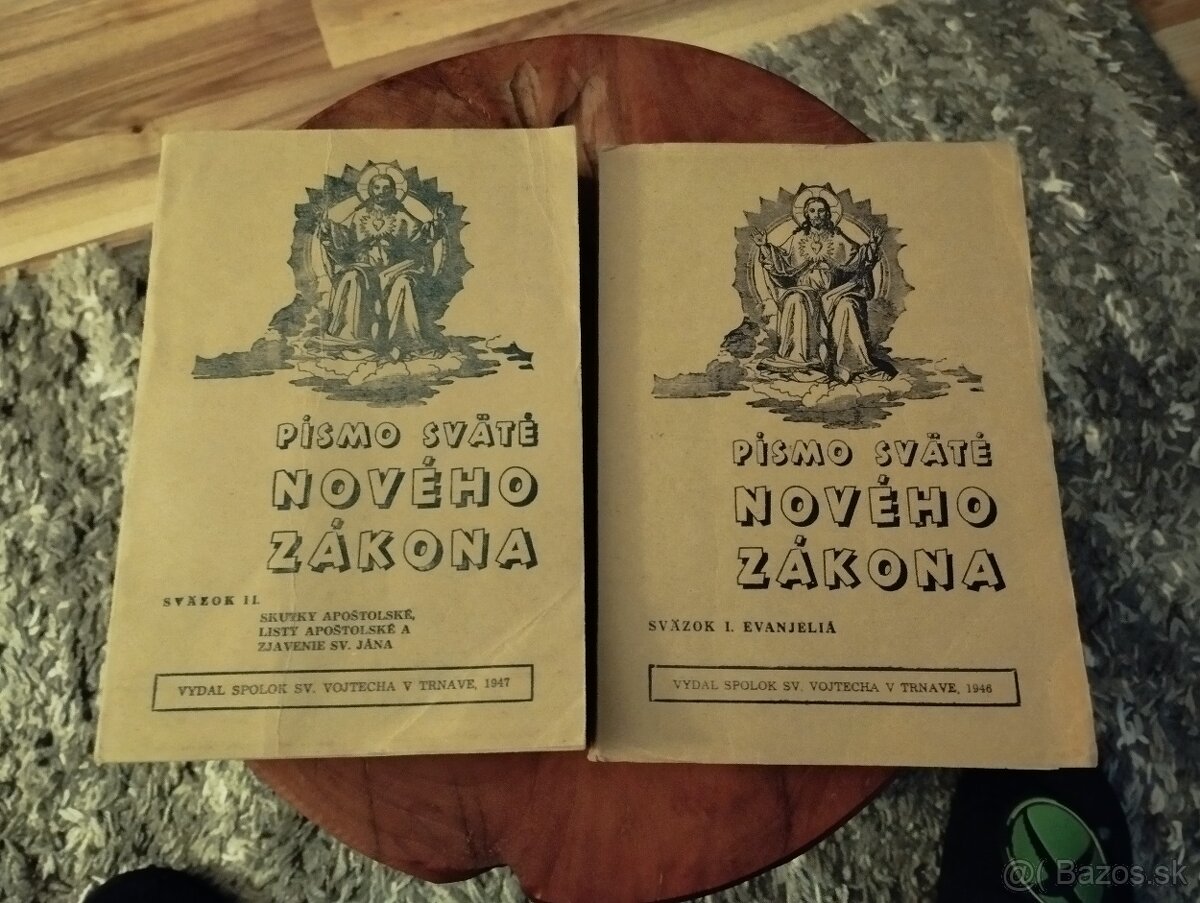 PÍSMO SVÄTÉ
NOVÉHO
ZÁKONA
SVÄZOK II.
SKUTKY APOŠTOLSKÉ,
LISTY APOŠTOLSKÉ A
ZJAVENIE SV. JÁNA
VYDAL SPOLOK SV. VOJTECHA V TRNAVE, 1947
PÍSMO SVÄTÉ
NOVÉHO
ZÁKONA
SVÄZOK I. EVANJELIÁ
VYDAL SPOLOK SV. VOJTECHA V TRNAVE, 1946
@( Bazos.sk